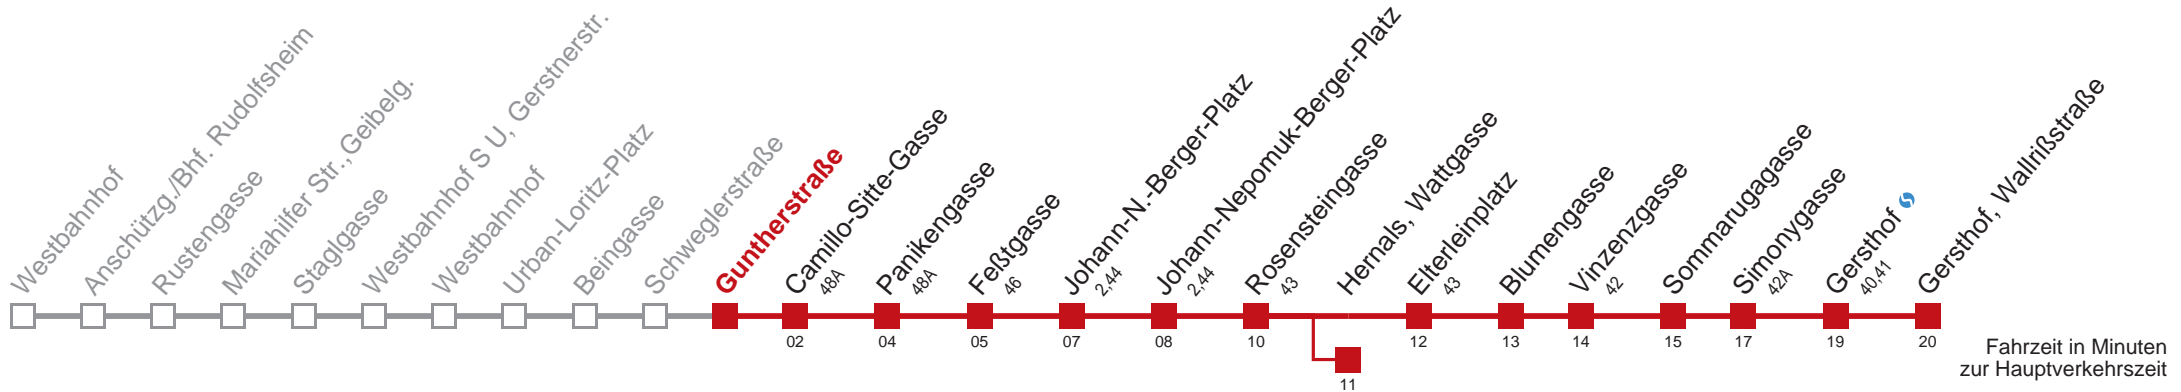 Westbahnhof
Anschützg./Bhf. Rudolfsheim
Rustengasse
Mariahilfer Str.,Geibelg.
Staglgasse
Westbahnhof S U, Gerstnerstr.
Westbahnhof
Urban-Loritz-Platz
Beingasse
Schweglerstraße
Guntherstraße
Camillo-Sitte-Gasse
48A
02
Panikengasse
48A
04
Feßtgasse
46
05
Johann-N.-Berger-Platz
2,44
07
Johann-Nepomuk-Berger-Platz
2,44
08
Rosensteingasse
43
10
Hernals, Wattgasse
11
Elterleinplatz
43
12
Blumengasse
13
Vinzenzgasse
42
14
Sommarugagasse
15
Simonygasse
42A
17
Gersthof
40,41
19
Gersthof, Wallrißstraße
20
Fahrzeit in Minuten
zur Hauptverkehrszeit